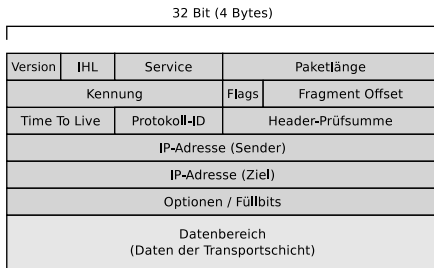 32 Bit (4 Bytes)
Version IHL Service Paketlänge
Kennung Flags Fragment Offset
Time To Live Protokoll-ID Header-Prüfsumme
IP-Adresse (Sender)
IP-Adresse (Ziel)
Optionen / Füllbits
Datenbereich
(Daten der Transportschicht)